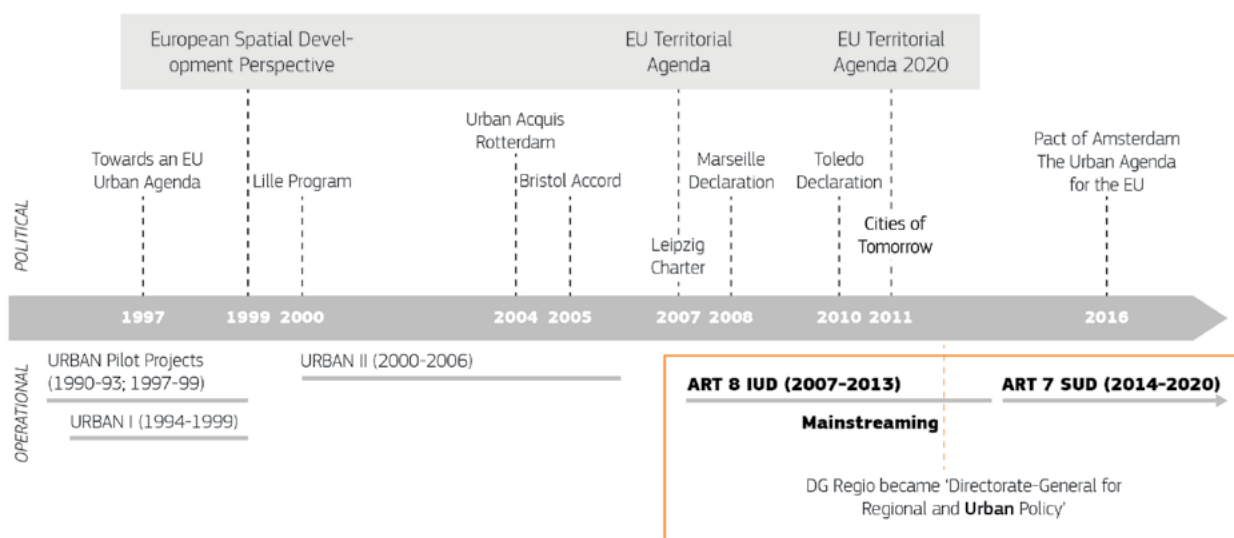 European Spatial Devel-
opment Perspective
EU Territorial
Agenda
EU Territorial
Agenda 2020
Urban Acquis
Rotterdam
Towards an EU
Urban Agenda
Lille Program
Bristol Accord
Marseille
Declaration
Toledo
Declaration
Pact of Amsterdam
The Urban Agenda
for the EU
Leipzig
Charter
Cities of
Tomorrow
POLITICAL
1997
1999
2000
2004
2005
2007
2008
2010
2011
2016
OPERATIONAL
URBAN Pilot Projects
(1990-93; 1997-99)
URBAN I (1994-1999)
URBAN II (2000-2006)
ART 8 IUD (2007-2013)
ART 7 SUD (2014-2020)
Mainstreaming
DG Regio became ‘Directorate-General for
Regional and Urban Policy’